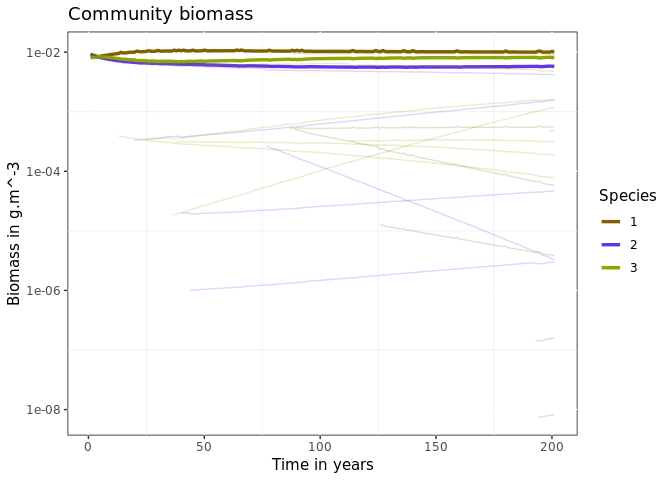 Community biomass
Biomass in g.m^-3
1e-02
1e-04
1e-06
1e-08
0
50
100
150
200
Time in years
Species
1
2
3